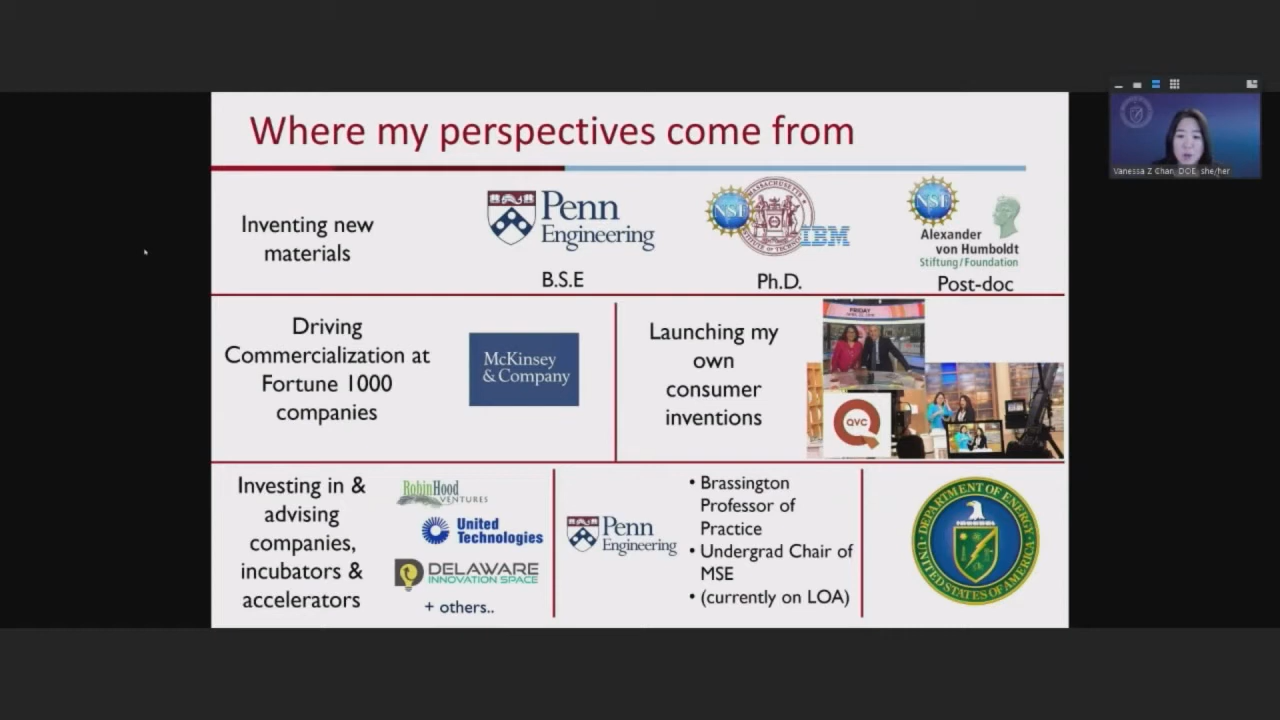 Where my perspectives come from
Vanessa Z Chan, DOE, she/her
Inventing new
materials
Penn
Engineering
B.S.E
NSF
MASSACHUSETTS
IBM
Ph.D.
NSF
Alexander
von Humboldt
Stiftung/Foundation
Post-doc
Driving
Commercialization at
Fortune 1000
companies
McKinsey
& Company
Launching my
own
consumer
inventions
FRIDAY
QVC
Investing in &
advising
companies,
incubators &
accelerators
RobinHood
VENTURES
United
Technologies
DELAWARE
INNOVATION SPACE
+ others..
Penn
Engineering
• Brassington
Professor of
Practice
• Undergrad Chair of
MSE
• (currently on LOA)
DEPARTMENT OF ENERGY
UNITED STATES OF AMERICA